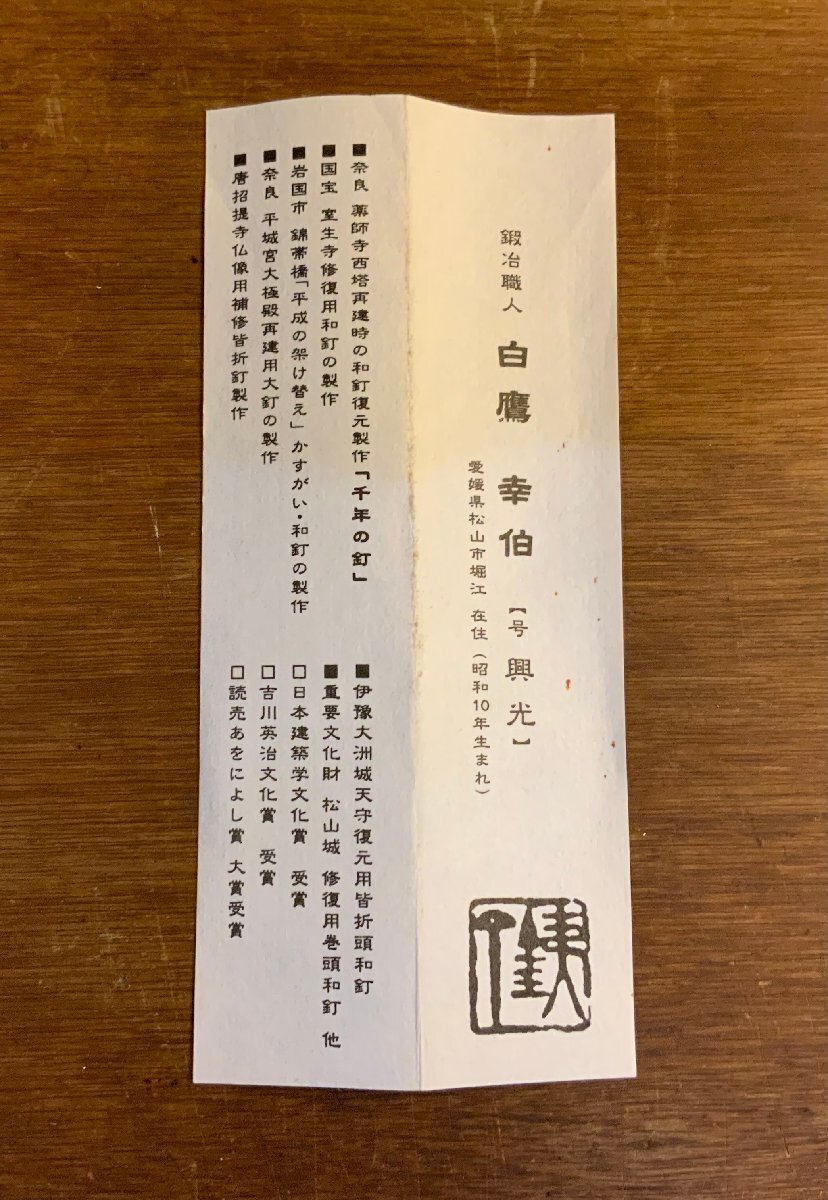 鍛冶職人 白鷹 幸伯 【号 興光】
愛媛県松山市堀江 在住（昭和10年生まれ）
■奈良 薬師寺西塔再建時の和釘復元製作「千年の釘」
■国宝 室生寺修復用和釘の製作
■岩国市 錦帯橋「平成の架け替え」かすがい・和釘の製作
■奈良 平城宮大極殿再建用大釘の製作
■唐招提寺仏像用補修皆折釘製作
■伊豫大洲城天守復元用皆折頭和釘
■重要文化財 松山城 修復用巻頭和釘 他
□日本建築学文化賞 受賞
□吉川英治文化賞 受賞
□読売あをによし賞 大賞受賞